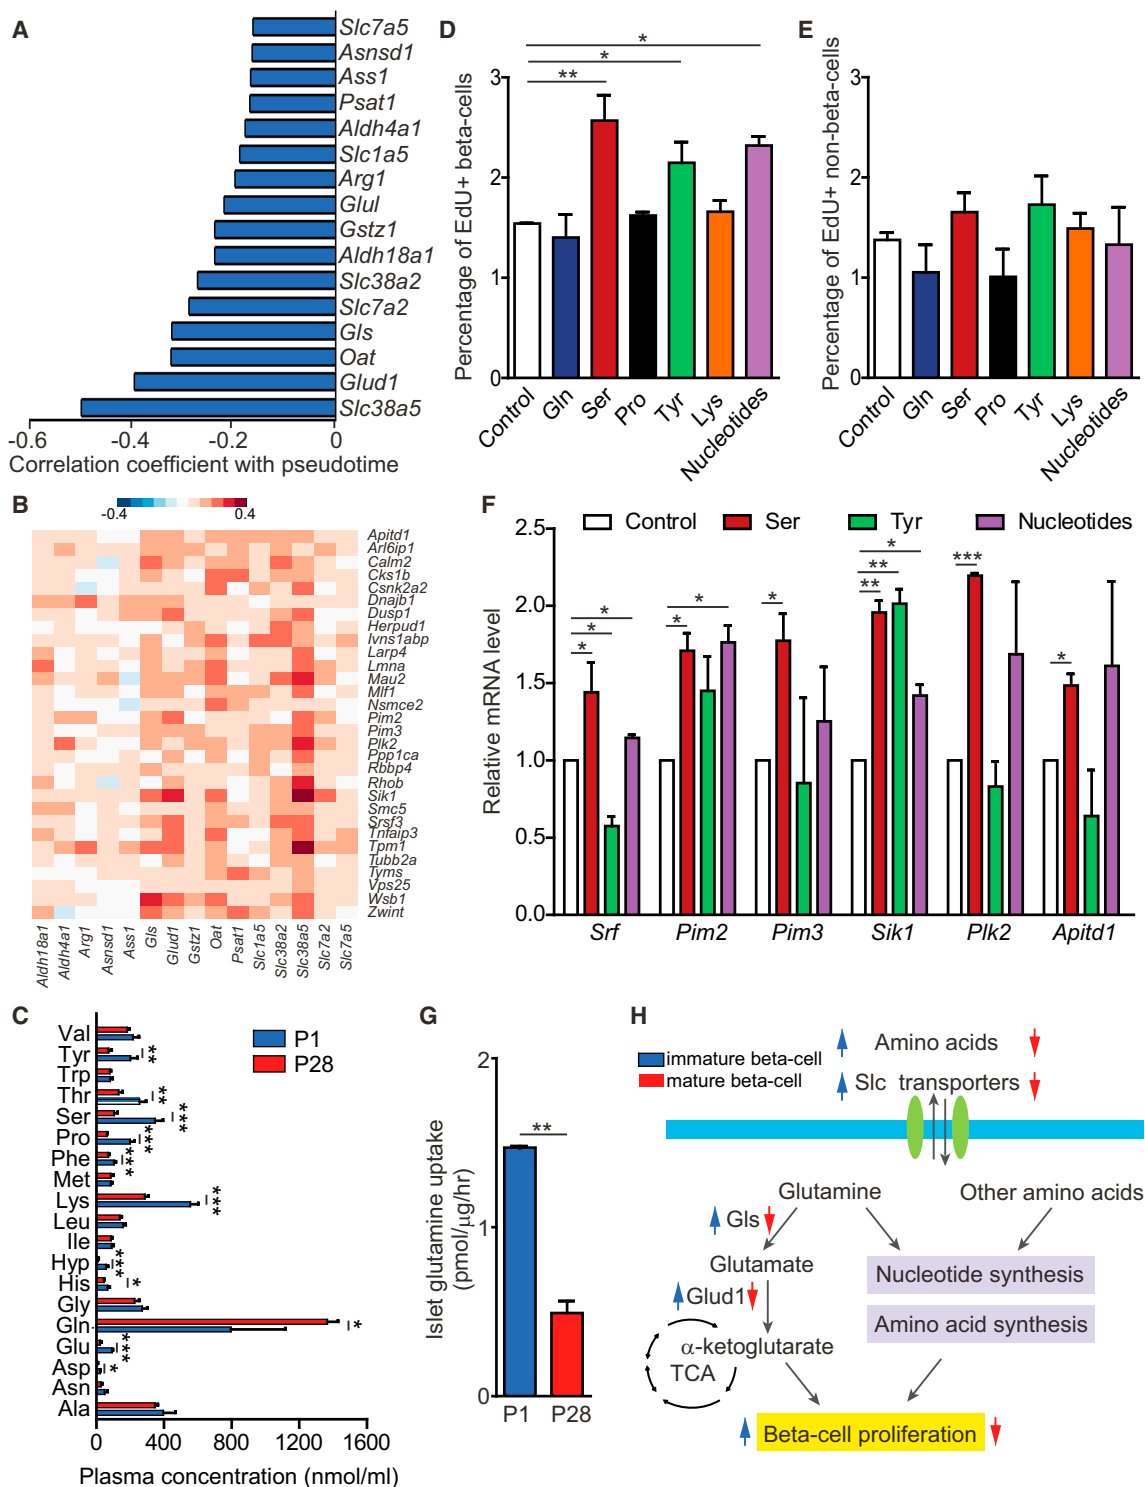 A
Slc7a5
Asnsd1
Ass1
Psat1
Aldh4a1
Slc1a5
Arg1
Glul
Gstz1
Aldh18a1
Slc38a2
Slc7a2
Gls
Oat
Glud1
Slc38a5
-0.6 -0.4 -0.2 0
Correlation coefficient with pseudotime
D
Percentage of EdU+ beta-cells
3
2
1
0
*
*
**
Control Gln Ser Pro Tyr Lys Nucleotides
E
Percentage of EdU+ non-beta-cells
3
2
1
0
Control Gln Ser Pro Tyr Lys Nucleotides
B
-0.4 0.4
Apitd1
Arl6ip1
Calm2
Cks1b
Csnk2a2
Dnajb1
Dusp1
Herpud1
Ivns1abp
Larp4
Lmna
Mau2
Mlf1
Nsmce2
Pim2
Pim3
Plk2
Ppp1ca
Rbbp4
Rhob
Sik1
Smc5
Srsf3
Tnfaip3
Tpm1
Tubb2a
Tyms
Vps25
Wsb1
Zwint
Aldh18a1 Aldh4a1 Arg1 Asnsd1 Ass1 Gls Glud1 Gstz1 Oat Psat1 Slc1a5 Slc38a2 Slc38a5 Slc7a2 Slc7a5
F
Control Ser Tyr Nucleotides
Relative mRNA level
2.5
2.0
1.5
1.0
0.5
0.0
* * *
* *
*
** ** *
***
*
Srf Pim2 Pim3 Sik1 Plk2 Apitd1
C
P1
P28
Val
Tyr **
Trp
Thr **
Ser ***
Pro ***
Phe ***
Met
Lys ***
Leu
Ile
Hyp ***
His *
Gly
Gln *
Glu ***
Asp *
Asn
Ala
0 400 800 1200 1600
Plasma concentration (nmol/ml)
G
Islet glutamine uptake
(pmol/µg/hr)
2
1
0
**
P1 P28
H
immature beta-cell
mature beta-cell
Amino acids
Slc transporters
Glutamine
Other amino acids
Gls
Glutamate
Nucleotide synthesis
Glud1
Amino acid synthesis
α-ketoglutarate
TCA
Beta-cell proliferation